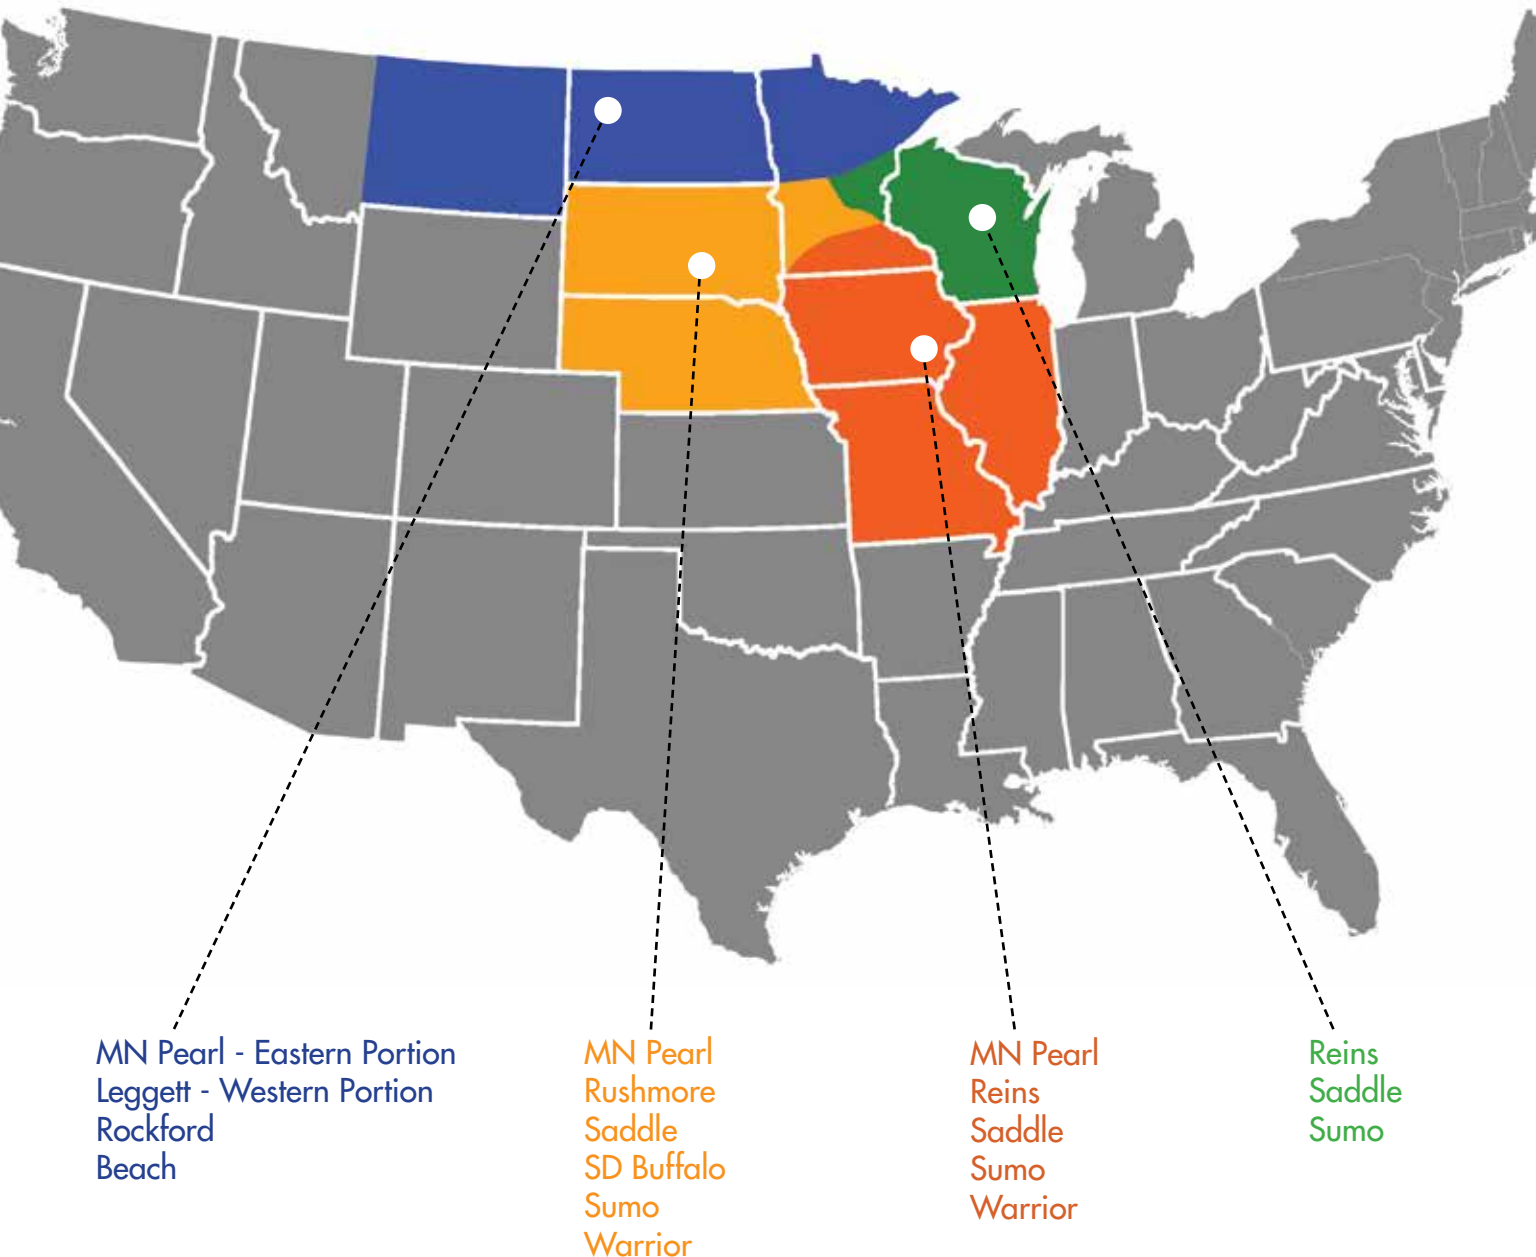 MN Pearl - Eastern Portion
Leggett - Western Portion
Rockford
Beach
MN Pearl
Rushmore
Saddle
SD Buffalo
Sumo
Warrior
MN Pearl
Reins
Saddle
Sumo
Warrior
Reins
Saddle
Sumo